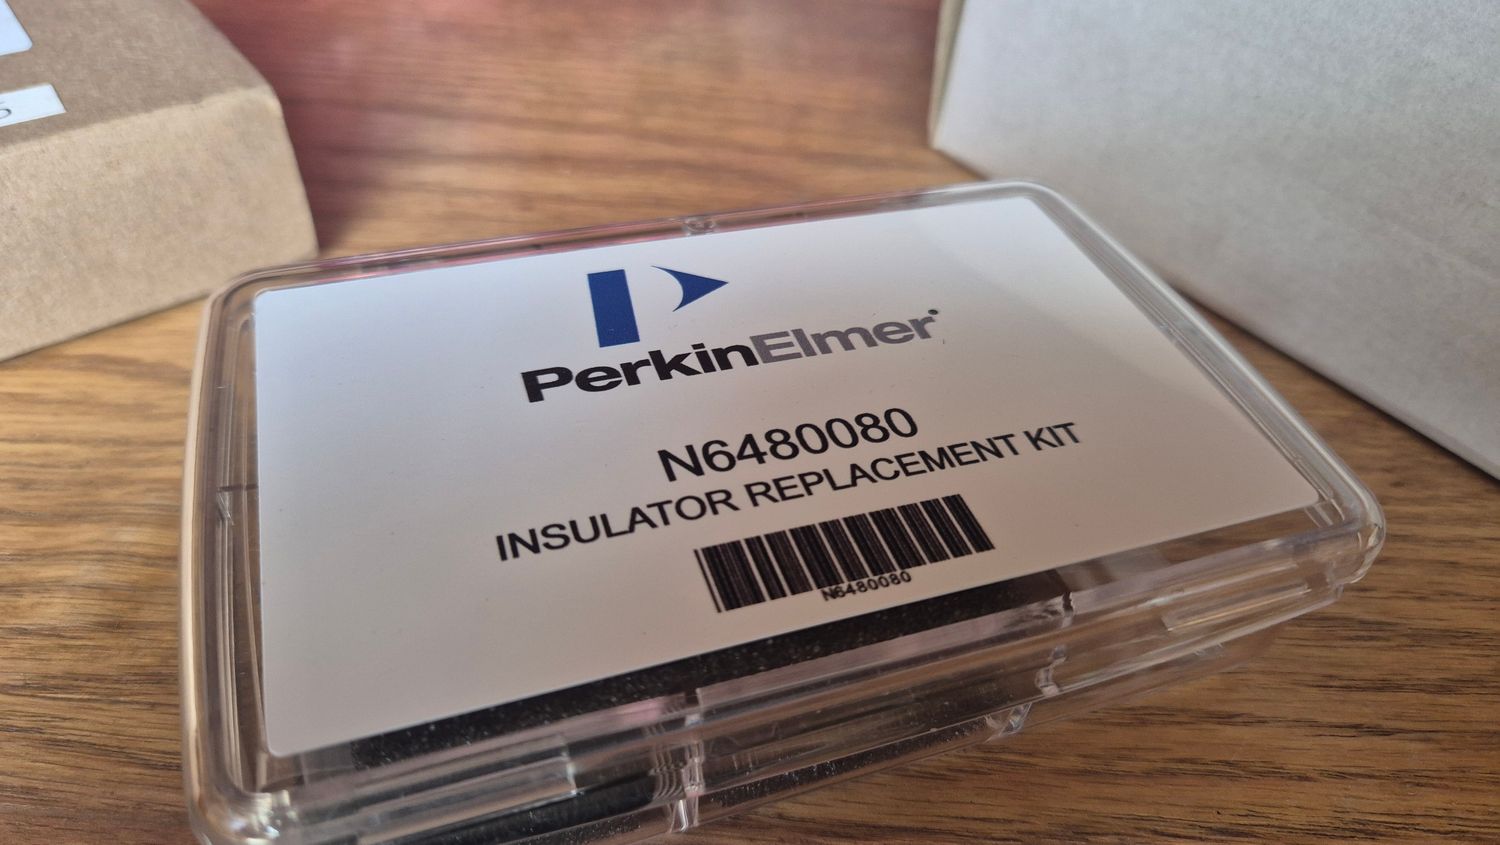 PerkinElmer
N6480080
INSULATOR REPLACEMENT KIT
N6480080